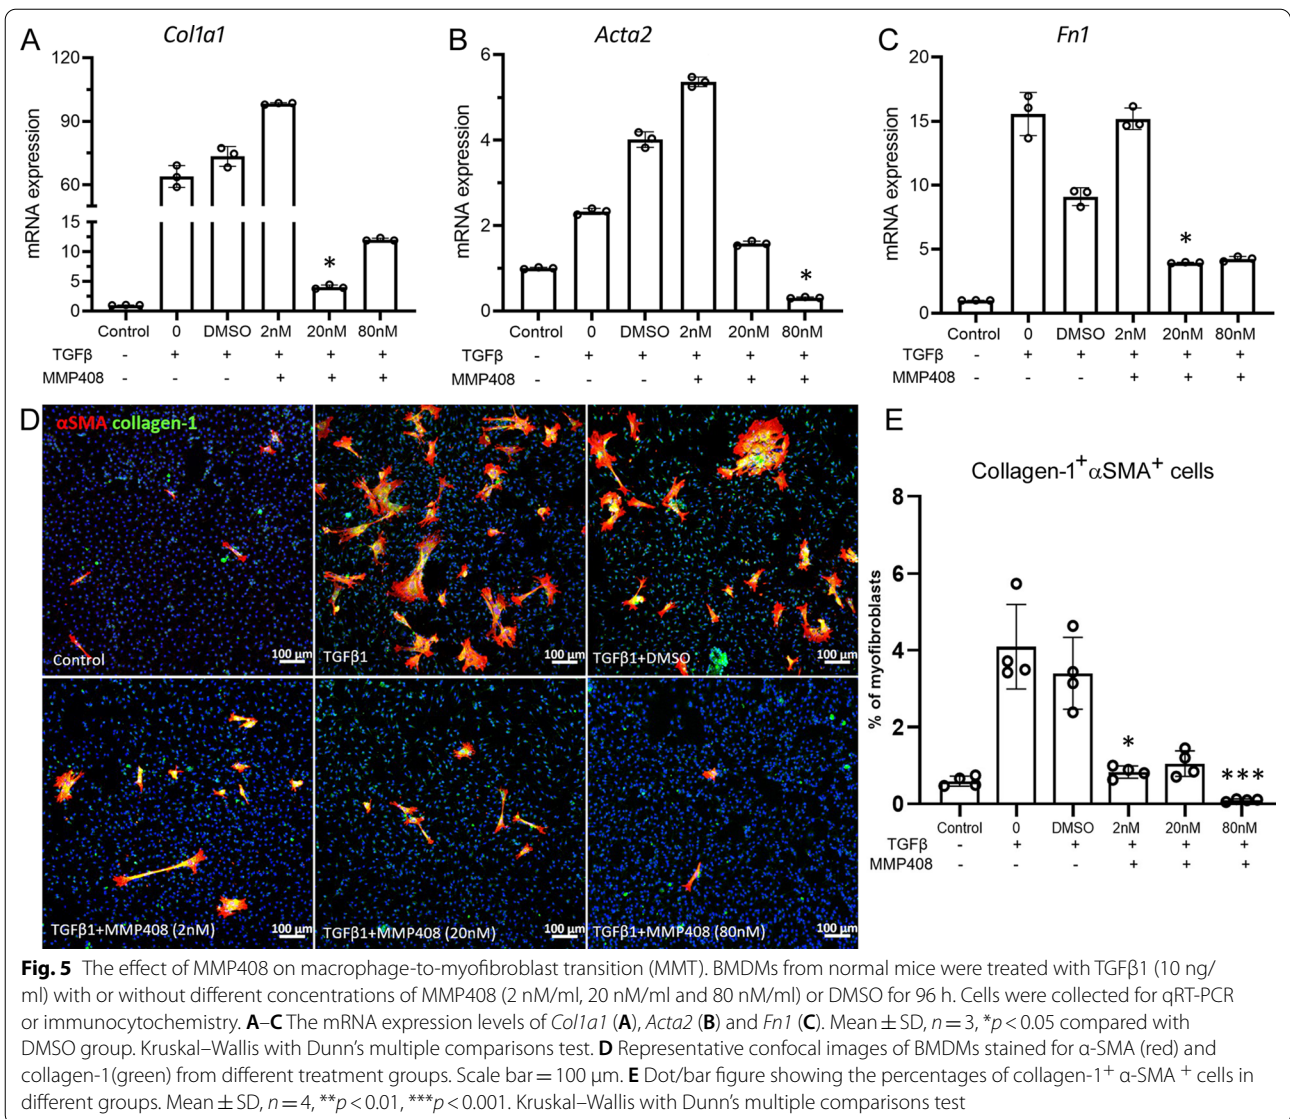 A
Col1a1
mRNA expression
120
90
60
15
10
5
0
*
Control 0 DMSO 2nM 20nM 80nM
TGFβ - + + + + +
MMP408 - - - + + +
B
Acta2
mRNA expression
6
4
2
0
*
Control 0 DMSO 2nM 20nM 80nM
- + + + + +
- - - + + +
C
Fn1
mRNA expression
20
15
10
5
0
*
Control 0 DMSO 2nM 20nM 80nM
TGFβ - + + + + +
MMP408 - - - + + +
D
αSMA collagen-1
Control 100 µm
TGFβ1 100 µm
TGFβ1+DMSO 100 µm
TGFβ1+MMP408 (2nM) 100 µm
TGFβ1+MMP408 (20nM) 100 µm
TGFβ1+MMP408 (80nM) 100 µm
E
Collagen-1⁺αSMA⁺ cells
% of myofibroblasts
8
6
4
2
0
*
***
Control 0 DMSO 2nM 20nM 80nM
TGFβ - + + + + +
MMP408 - - - + + +
Fig. 5 The effect of MMP408 on macrophage-to-myofibroblast transition (MMT). BMDMs from normal mice were treated with TGFβ1 (10 ng/
ml) with or without different concentrations of MMP408 (2 nM/ml, 20 nM/ml and 80 nM/ml) or DMSO for 96 h. Cells were collected for qRT-PCR
or immunocytochemistry. A–C The mRNA expression levels of Col1a1 (A), Acta2 (B) and Fn1 (C). Mean ± SD, n = 3, *p < 0.05 compared with
DMSO group. Kruskal–Wallis with Dunn's multiple comparisons test. D Representative confocal images of BMDMs stained for α-SMA (red) and
collagen-1(green) from different treatment groups. Scale bar = 100 µm. E Dot/bar figure showing the percentages of collagen-1⁺ α-SMA ⁺ cells in
different groups. Mean ± SD, n = 4, **p < 0.01, ***p < 0.001. Kruskal–Wallis with Dunn's multiple comparisons test